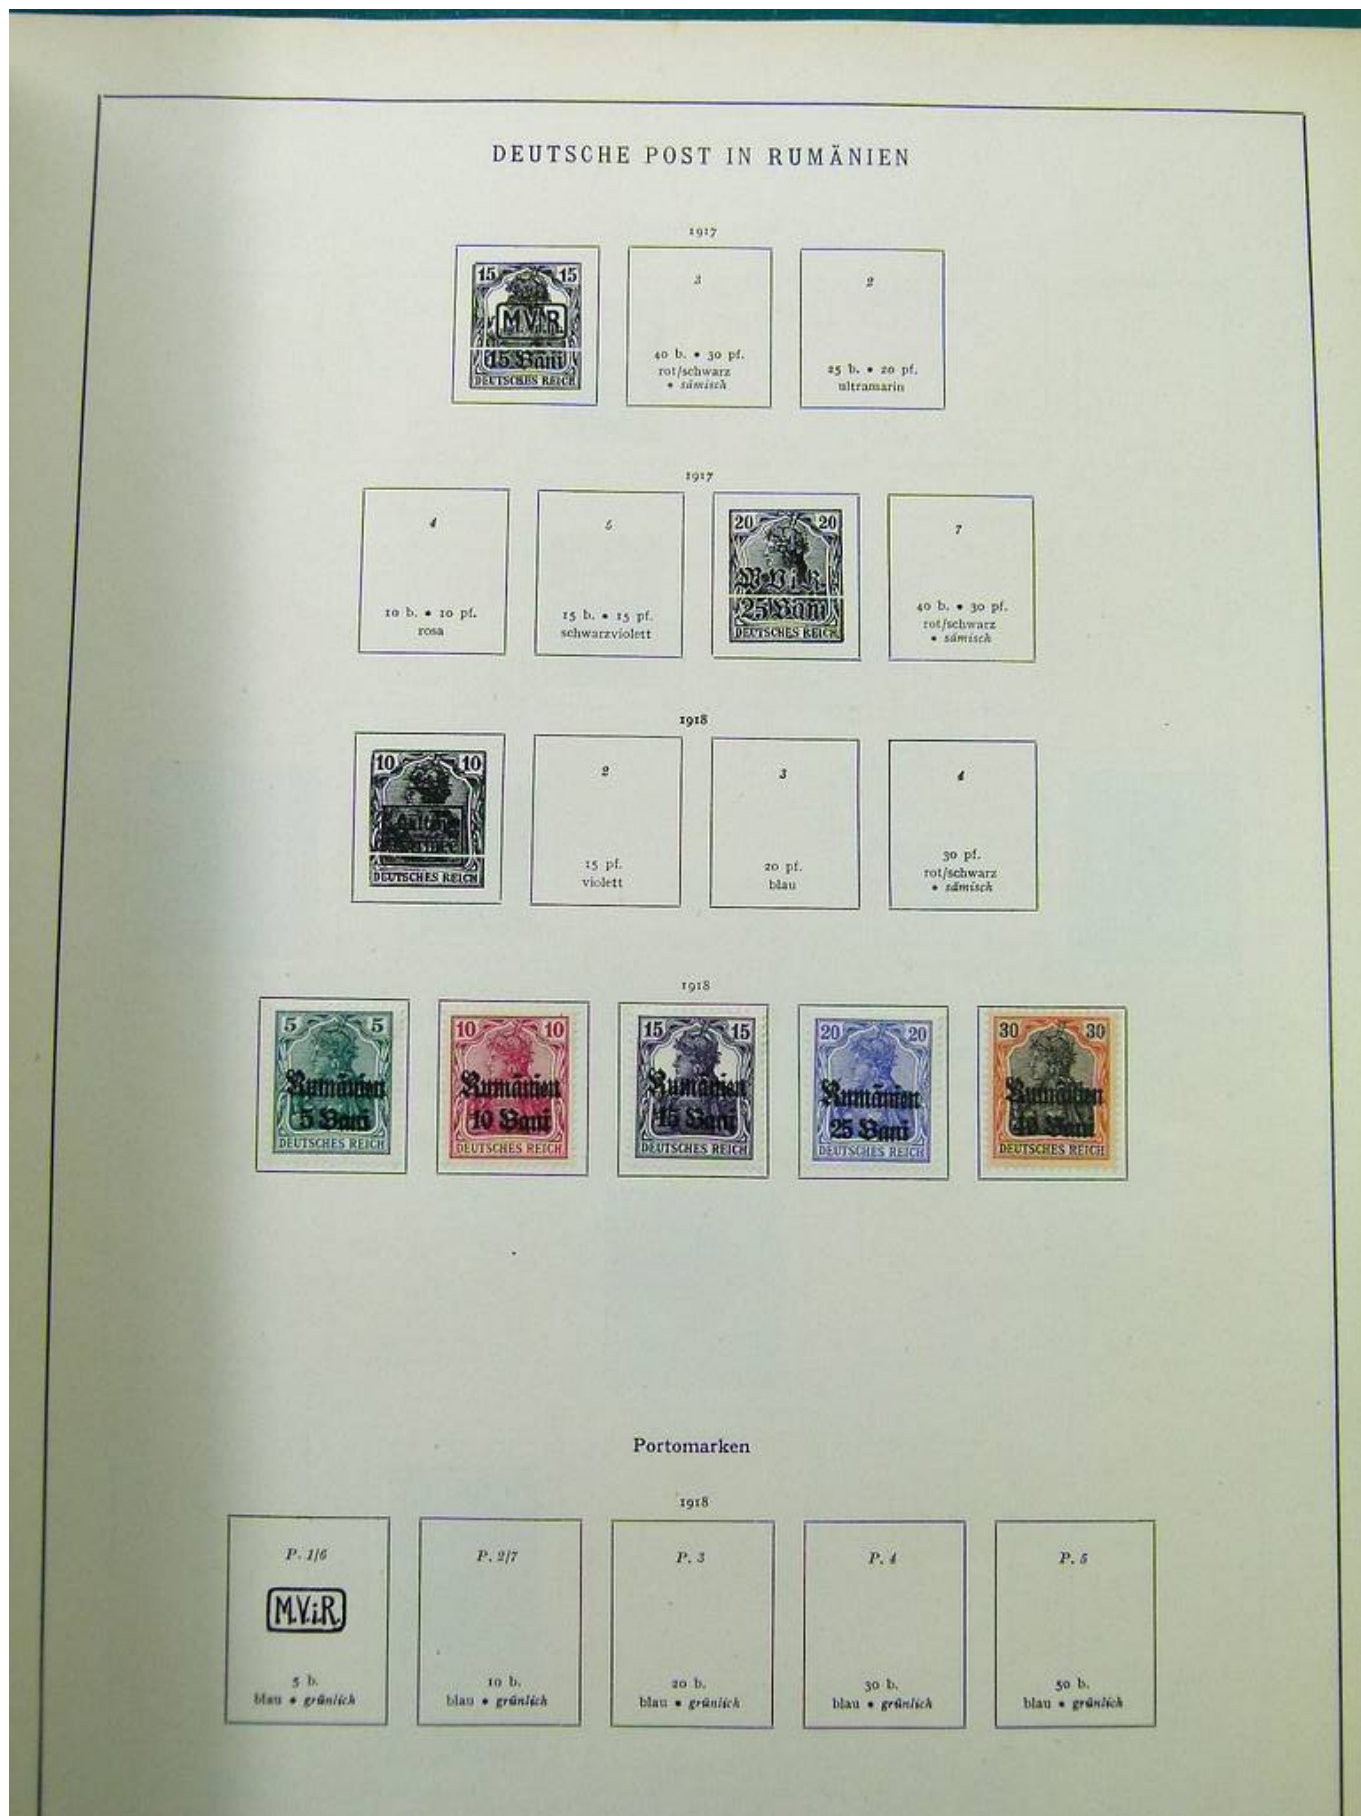 DEUTSCHE POST IN RUMÄNIEN
1917
15 15
M.V.i.R.
15 Bani
DEUTSCHES REICH
3
40 b. • 30 pf.
rot/schwarz
• sämisch
2
25 b. • 20 pf.
ultramarin
1917
4
10 b. • 10 pf.
rosa
5
15 b. • 15 pf.
schwarzviolett
20 20
M.V.i.R.
25 Bani
DEUTSCHES REICH
7
40 b. • 30 pf.
rot/schwarz
• sämisch
1918
10 10
DEUTSCHES REICH
2
15 pf.
violett
3
20 pf.
blau
4
30 pf.
rot/schwarz
• sämisch
1918
5 5
Rumänien
5 Bani
DEUTSCHES REICH
10 10
Rumänien
10 Bani
DEUTSCHES REICH
15 15
Rumänien
15 Bani
DEUTSCHES REICH
20 20
Rumänien
25 Bani
DEUTSCHES REICH
30 30
Rumänien
40 Bani
DEUTSCHES REICH
Portomarken
1918
P. 1/6
M.V.i.R.
5 b.
blau • grünlich
P. 2/7
10 b.
blau • grünlich
P. 3
20 b.
blau • grünlich
P. 4
30 b.
blau • grünlich
P. 5
50 b.
blau • grünlich